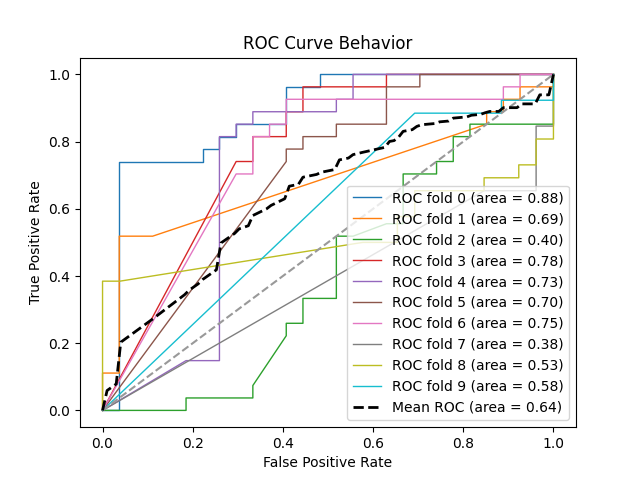 ROC Curve Behavior
True Positive Rate
1.0
0.8
0.6
0.4
0.2
0.0
ROC fold 0 (area = 0.88)
ROC fold 1 (area = 0.69)
ROC fold 2 (area = 0.40)
ROC fold 3 (area = 0.78)
ROC fold 4 (area = 0.73)
ROC fold 5 (area = 0.70)
ROC fold 6 (area = 0.75)
ROC fold 7 (area = 0.38)
ROC fold 8 (area = 0.53)
ROC fold 9 (area = 0.58)
Mean ROC (area = 0.64)
0.0 0.2 0.4 0.6 0.8 1.0
False Positive Rate